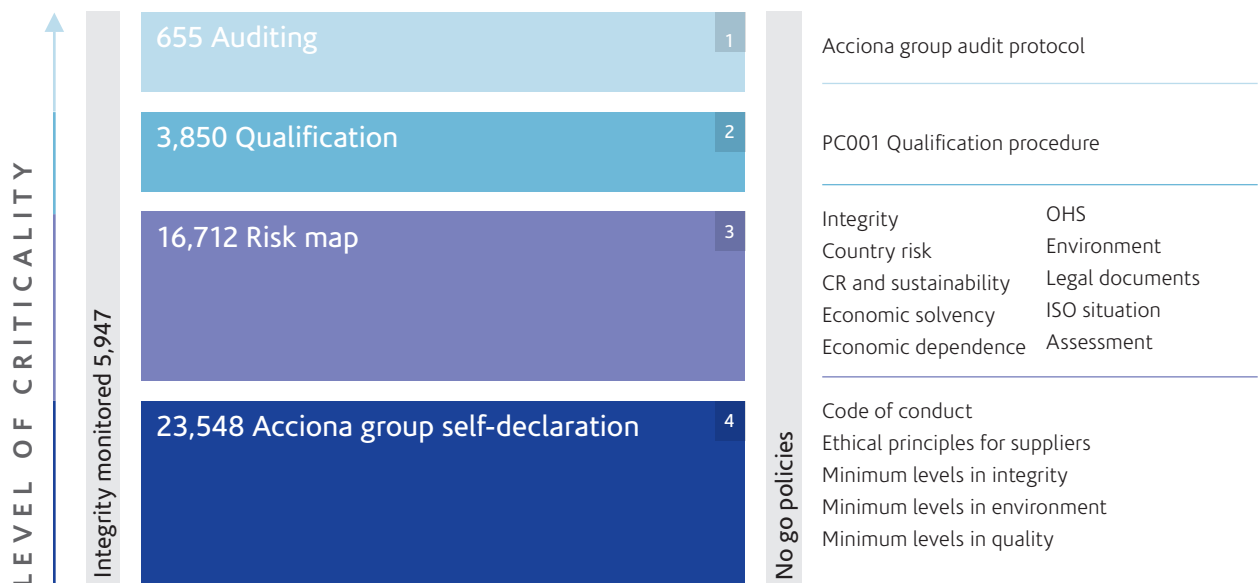 LEVEL OF CRITICALITY
Integrity monitored 5,947
655 Auditing
1
3,850 Qualification
2
16,712 Risk map
3
23,548 Acciona group self-declaration
4
No go policies
Acciona group audit protocol
PC001 Qualification procedure
Integrity
Country risk
CR and sustainability
Economic solvency
Economic dependence
OHS
Environment
Legal documents
ISO situation
Assessment
Code of conduct
Ethical principles for suppliers
Minimum levels in integrity
Minimum levels in environment
Minimum levels in quality